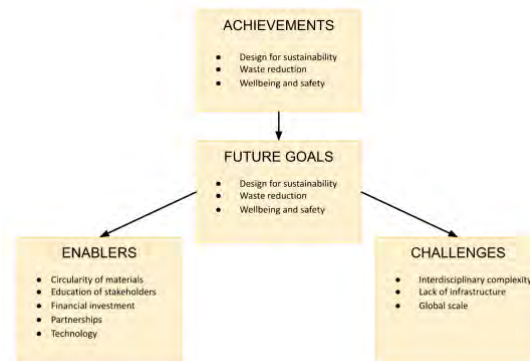 ACHIEVEMENTS
● Design for sustainability
● Waste reduction
● Wellbeing and safety
FUTURE GOALS
● Design for sustainability
● Waste reduction
● Wellbeing and safety
ENABLERS
● Circularity of materials
● Education of stakeholders
● Financial investment
● Partnerships
● Technology
CHALLENGES
● Interdisciplinary complexity
● Lack of infrastructure
● Global scale